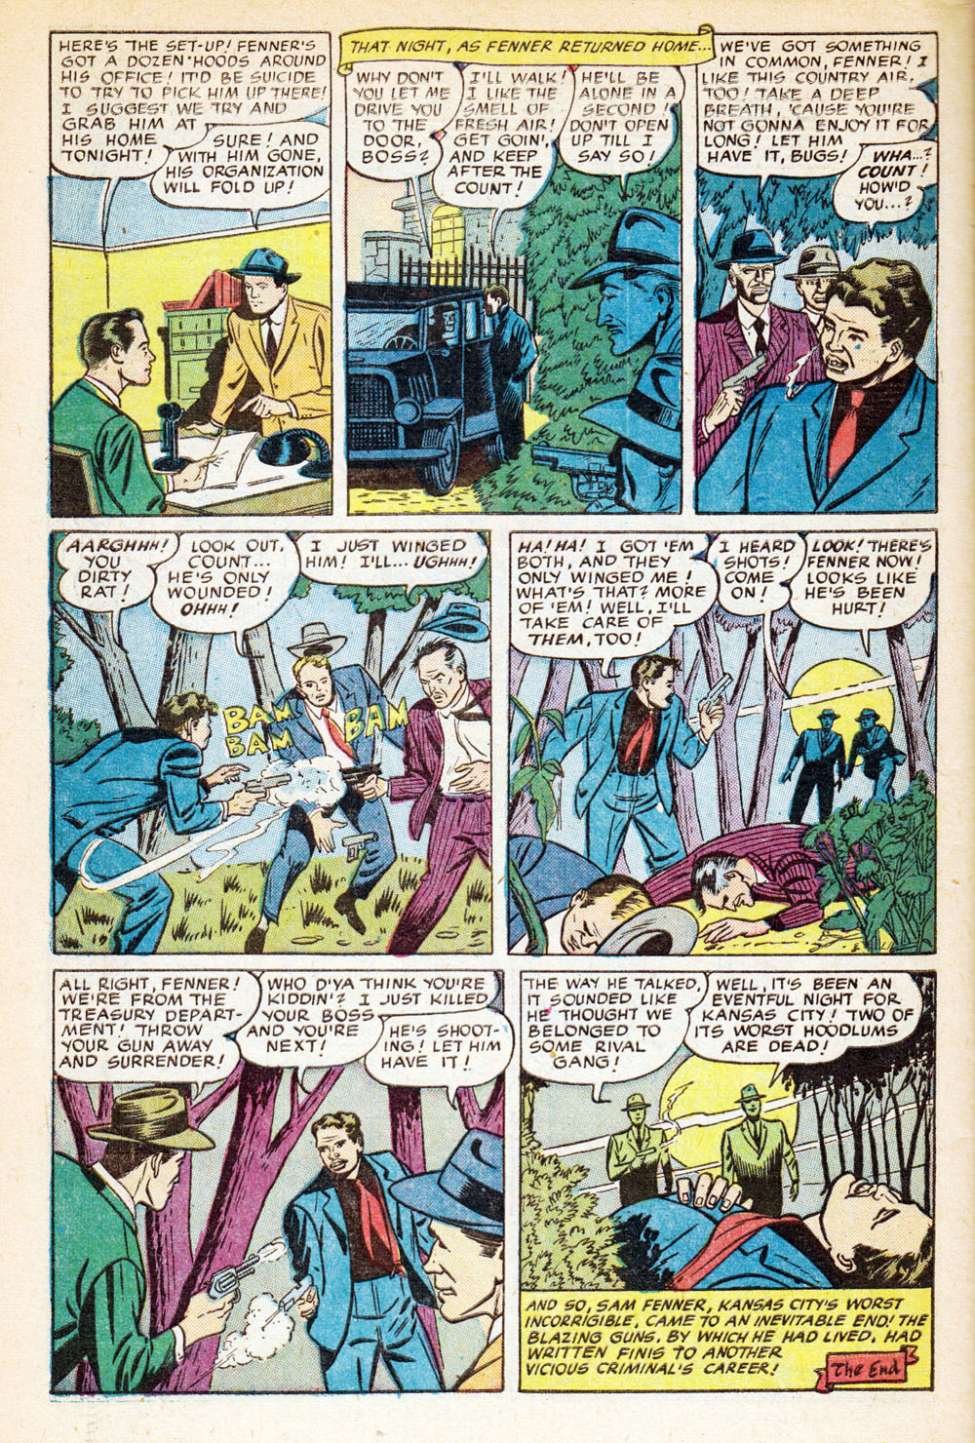 HERE'S THE SET-UP! FENNER'S
GOT A DOZEN HOODS AROUND
HIS OFFICE! IT'D BE SUICIDE
TO TRY TO PICK HIM UP THERE!
I SUGGEST WE TRY AND
GRAB HIM AT
HIS HOME
TONIGHT!
SURE! AND
WITH HIM GONE,
HIS ORGANIZATION
WILL FOLD UP!
THAT NIGHT, AS FENNER RETURNED HOME...
WHY DON'T
YOU LET ME
DRIVE YOU
TO THE
DOOR,
BOSS?
I'LL WALK!
I LIKE THE
SMELL OF
FRESH AIR!
GET GOIN',
AND KEEP
AFTER THE
COUNT!
HE'LL BE
ALONE IN A
SECOND!
DON'T OPEN
UP TILL I
SAY SO!
WE'VE GOT SOMETHING
IN COMMON, FENNER! I
LIKE THIS COUNTRY AIR,
TOO! TAKE A DEEP
BREATH, 'CAUSE YOU'RE
NOT GONNA ENJOY IT FOR
LONG! LET HIM
HAVE IT, BUGS!
WHA...?
COUNT!
HOW'D
YOU...?
AARGHHH!
YOU
DIRTY
RAT!
LOOK OUT,
COUNT...
HE'S ONLY
WOUNDED!
OHHH!
I JUST WINGED
HIM! I'LL... UGHHH!
BAM
BAM
BAM
HA! HA! I GOT 'EM
BOTH, AND THEY
ONLY WINGED ME!
WHAT'S THAT? MORE
OF 'EM! WELL, I'LL
TAKE CARE OF
THEM, TOO!
I HEARD
SHOTS!
COME
ON!
LOOK! THERE'S
FENNER NOW!
LOOKS LIKE
HE'S BEEN
HURT!
ALL RIGHT, FENNER!
WE'RE FROM THE
TREASURY DEPART-
MENT! THROW
YOUR GUN AWAY
AND SURRENDER!
WHO D'YA THINK YOU'RE
KIDDIN'? I JUST KILLED
YOUR BOSS
AND YOU'RE
NEXT!
HE'S SHOOT-
ING! LET HIM
HAVE IT!
THE WAY HE TALKED,
IT SOUNDED LIKE
HE THOUGHT WE
BELONGED TO
SOME RIVAL
GANG!
WELL, IT'S BEEN AN
EVENTFUL NIGHT FOR
KANSAS CITY! TWO OF
ITS WORST HOODLUMS
ARE DEAD!
AND SO, SAM FENNER, KANSAS CITY'S WORST
INCORRIGIBLE, CAME TO AN INEVITABLE END! THE
BLAZING GUNS, BY WHICH HE HAD LIVED, HAD
WRITTEN FINIS TO ANOTHER
VICIOUS CRIMINAL'S CAREER!
The End